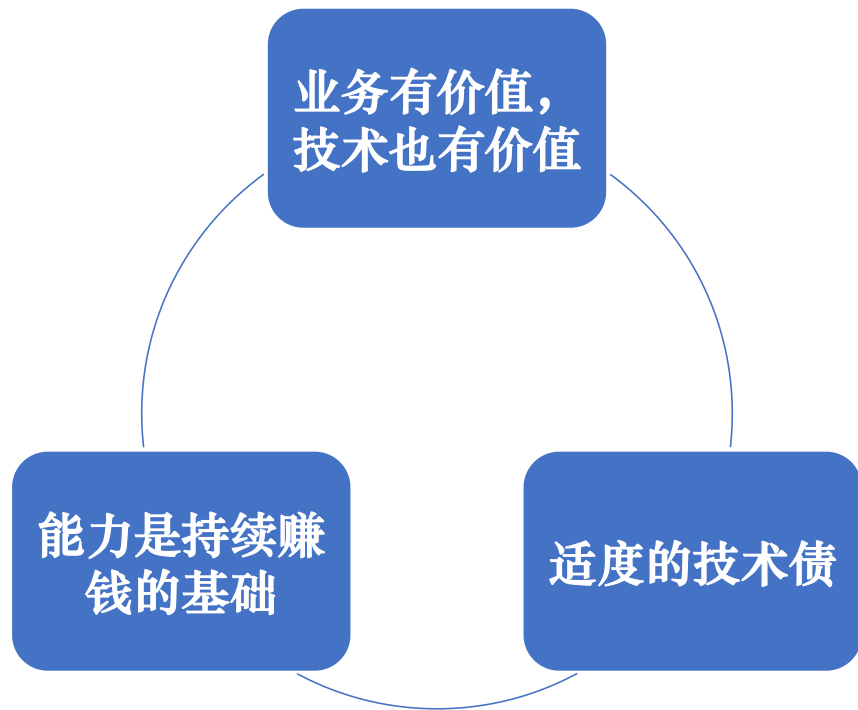 业务有价值，
技术也有价值
能力是持续赚
钱的基础
适度的技术债